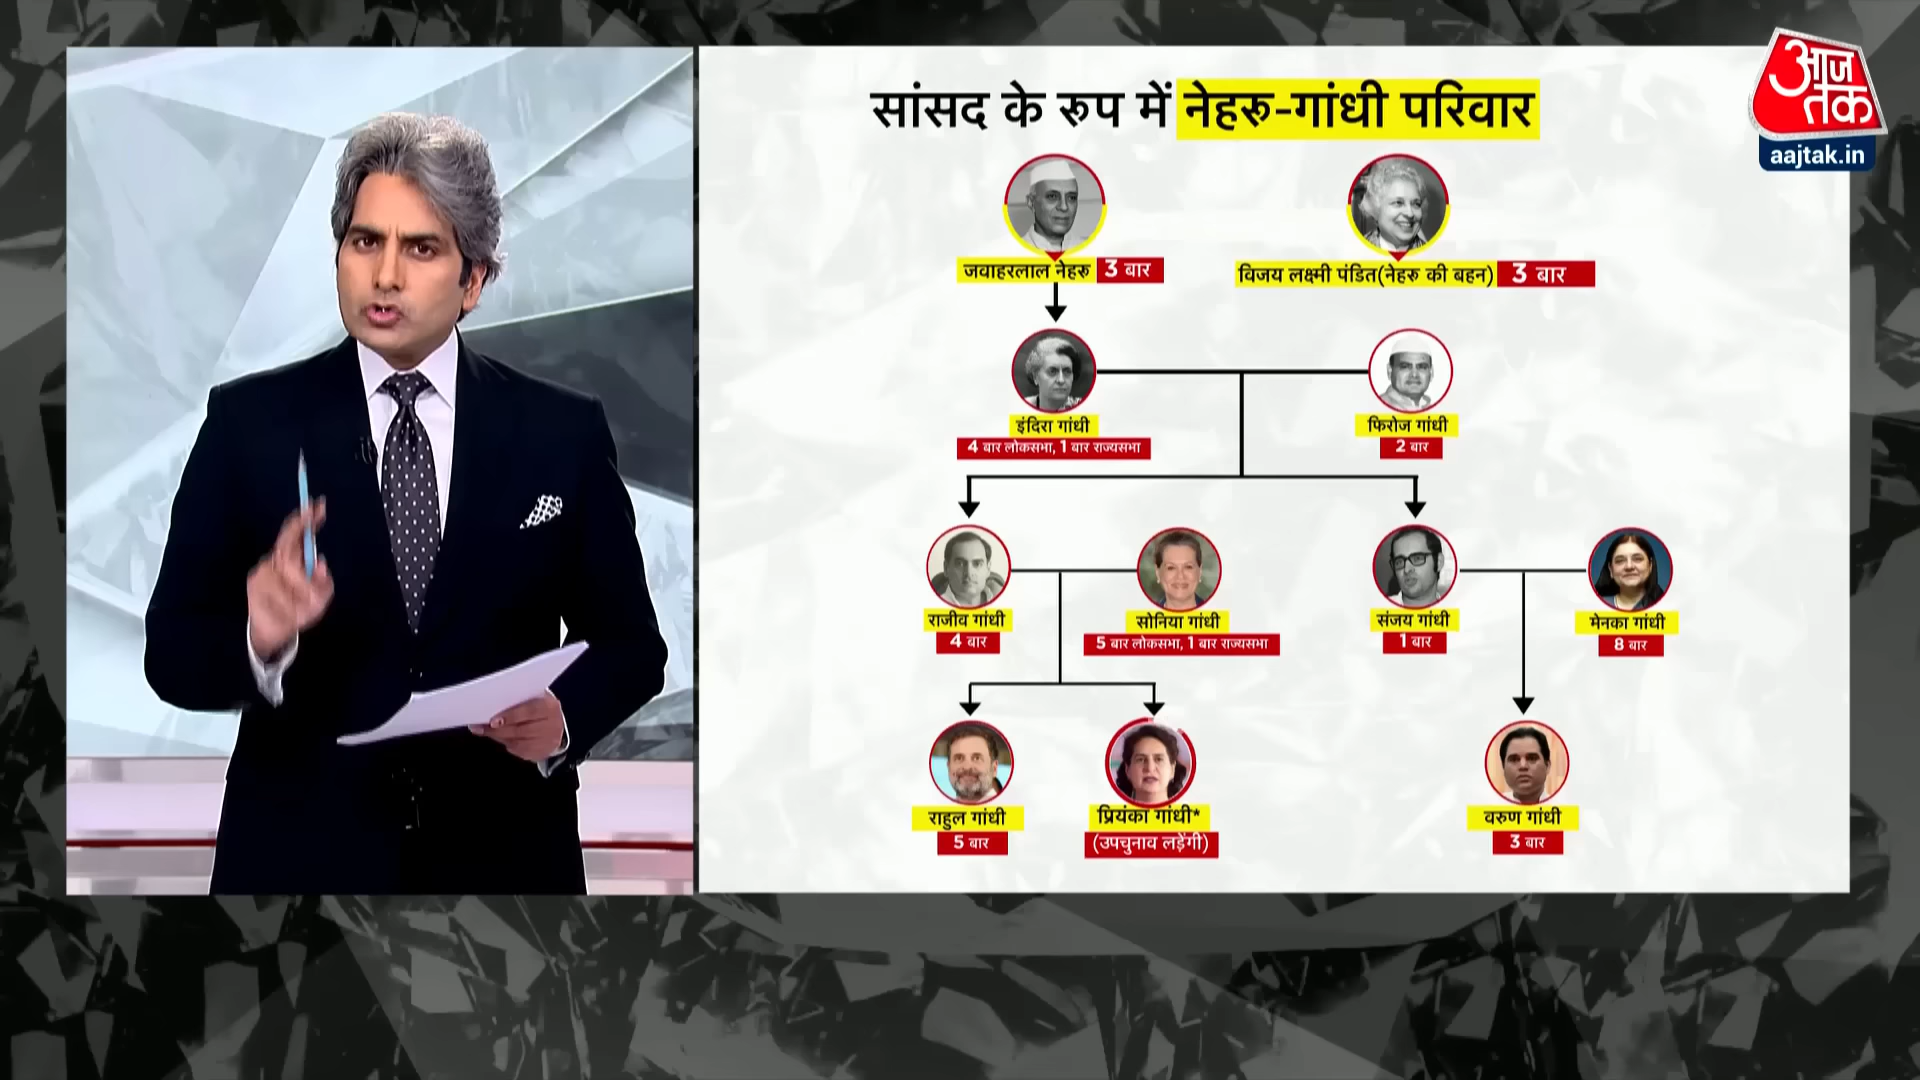 सांसद के रूप में नेहरू-गांधी परिवार
आज
तक
aajtak.in
जवाहरलाल नेहरू 3 बार
विजय लक्ष्मी पंडित(नेहरू की बहन) 3 बार
इंदिरा गांधी
4 बार लोकसभा, 1 बार राज्यसभा
फिरोज गांधी
2 बार
राजीव गांधी
4 बार
सोनिया गांधी
5 बार लोकसभा, 1 बार राज्यसभा
संजय गांधी
1 बार
मेनका गांधी
8 बार
राहुल गांधी
5 बार
प्रियंका गांधी*
(उपचुनाव लड़ेंगी)
वरुण गांधी
3 बार